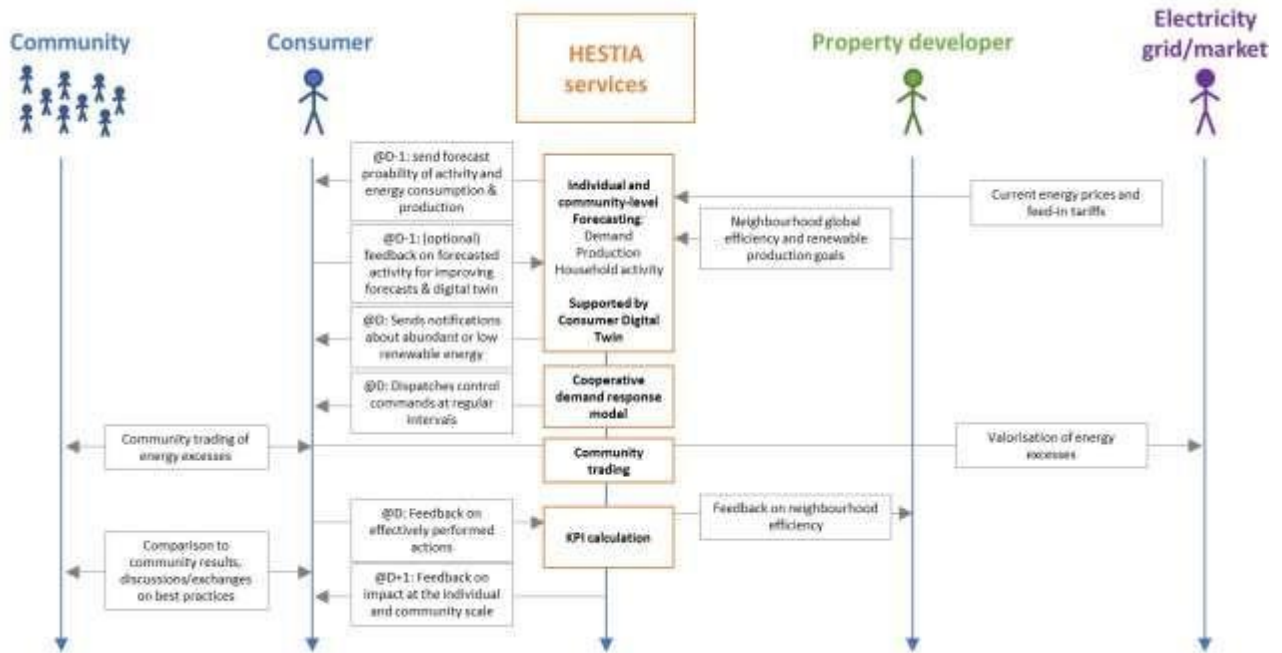 Community
Consumer
HESTIA
services
Property developer
Electricity
grid/market
@D-1: send forecast
proability of activity and
energy consumption &
production
Individual and
community-level
Forecasting:
Demand
Production
Household activity
Supported by
Consumer Digital
Twin
Current energy prices and
feed-in tariffs
Neighbourhood global
efficiency and renewable
production goals
@D-1: (optional)
feedback on forecasted
activity for improving
forecasts & digital twin
@D: Sends notifications
about abundant or low
renewable energy
@D: Dispatches control
commands at regular
intervals
Cooperative
demand response
model
Community trading of
energy excesses
Community
trading
Valorisation of energy
excesses
@D: Feedback on
effectively performed
actions
KPI calculation
Feedback on neighbourhood
efficiency
Comparison to
community results,
discussions/exchanges
on best practices
@D+1: Feedback on
impact at the individual
and community scale